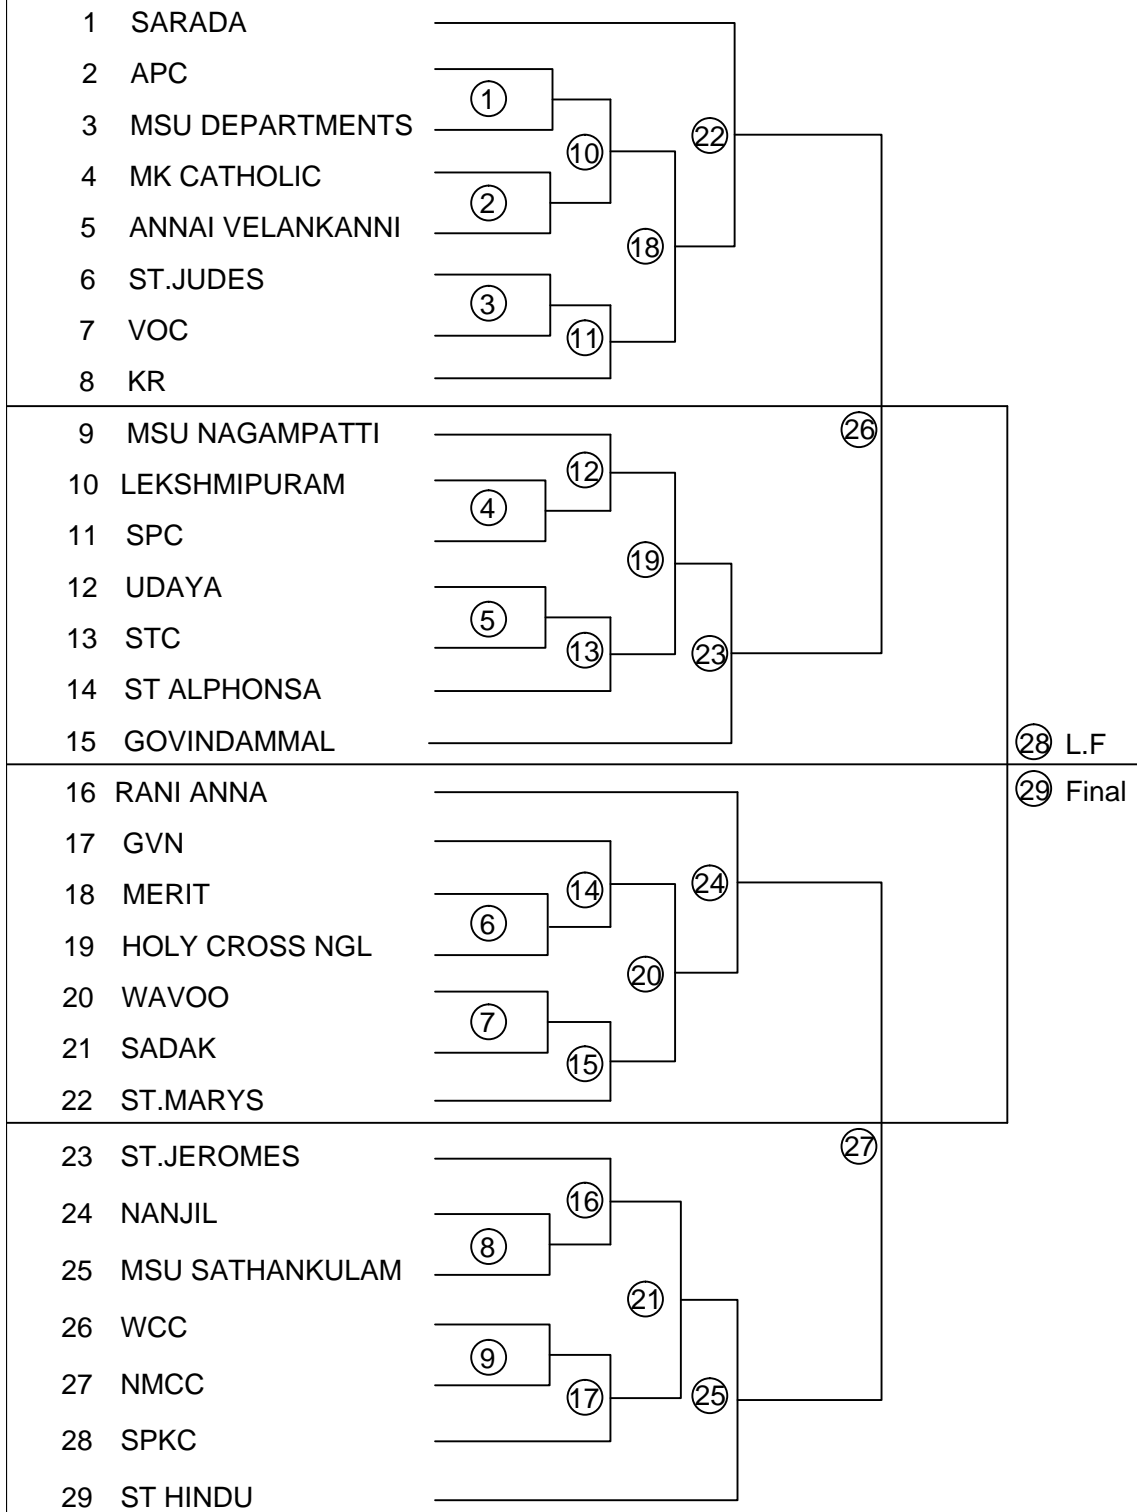 1 SARADA
2 APC
1
3 MSU DEPARTMENTS
22
10
4 MK CATHOLIC
2
5 ANNAI VELANKANNI
18
6 ST.JUDES
3
7 VOC
11
8 KR
9 MSU NAGAMPATTI
26
12
10 LEKSHMIPURAM
4
11 SPC
19
12 UDAYA
5
13 STC
13
23
14 ST ALPHONSA
15 GOVINDAMMAL
28 L.F
16 RANI ANNA
29 Final
17 GVN
18 MERIT
14
24
6
19 HOLY CROSS NGL
20
20 WAVOO
7
21 SADAK
15
22 ST.MARYS
27
23 ST.JEROMES
16
24 NANJIL
8
25 MSU SATHANKULAM
21
26 WCC
9
27 NMCC
17
25
28 SPKC
29 ST HINDU